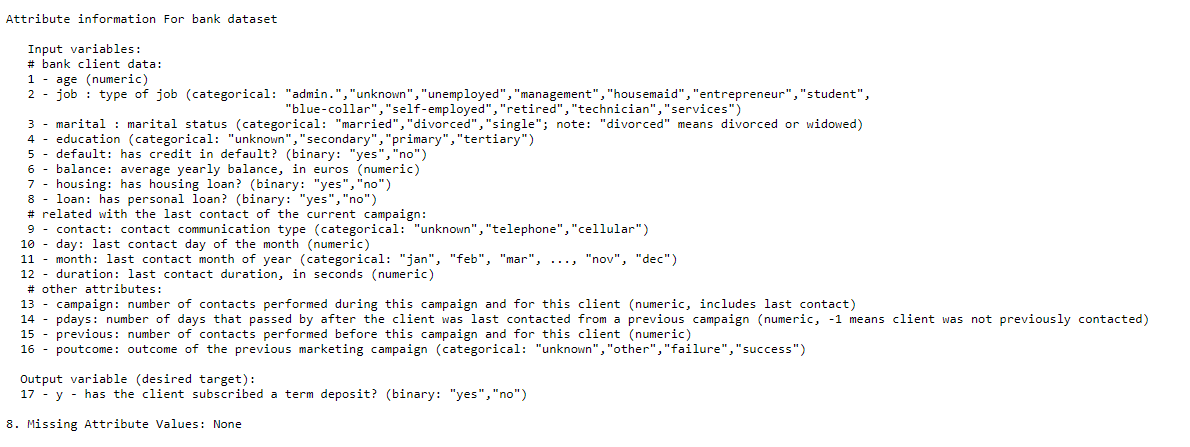 Attribute information For bank dataset
Input variables:
# bank client data:
1 - age (numeric)
2 - job : type of job (categorical: "admin.","unknown","unemployed","management","housemaid","entrepreneur","student",
"blue-collar","self-employed","retired","technician","services")
3 - marital : marital status (categorical: "married","divorced","single"; note: "divorced" means divorced or widowed)
4 - education (categorical: "unknown","secondary","primary","tertiary")
5 - default: has credit in default? (binary: "yes","no")
6 - balance: average yearly balance, in euros (numeric)
7 - housing: has housing loan? (binary: "yes","no")
8 - loan: has personal loan? (binary: "yes","no")
# related with the last contact of the current campaign:
9 - contact: contact communication type (categorical: "unknown","telephone","cellular")
10 - day: last contact day of the month (numeric)
11 - month: last contact month of year (categorical: "jan", "feb", "mar", ..., "nov", "dec")
12 - duration: last contact duration, in seconds (numeric)
# other attributes:
13 - campaign: number of contacts performed during this campaign and for this client (numeric, includes last contact)
14 - pdays: number of days that passed by after the client was last contacted from a previous campaign (numeric, -1 means client was not previously contacted)
15 - previous: number of contacts performed before this campaign and for this client (numeric)
16 - poutcome: outcome of the previous marketing campaign (categorical: "unknown","other","failure","success")
Output variable (desired target):
17 - y - has the client subscribed a term deposit? (binary: "yes","no")
8. Missing Attribute Values: None